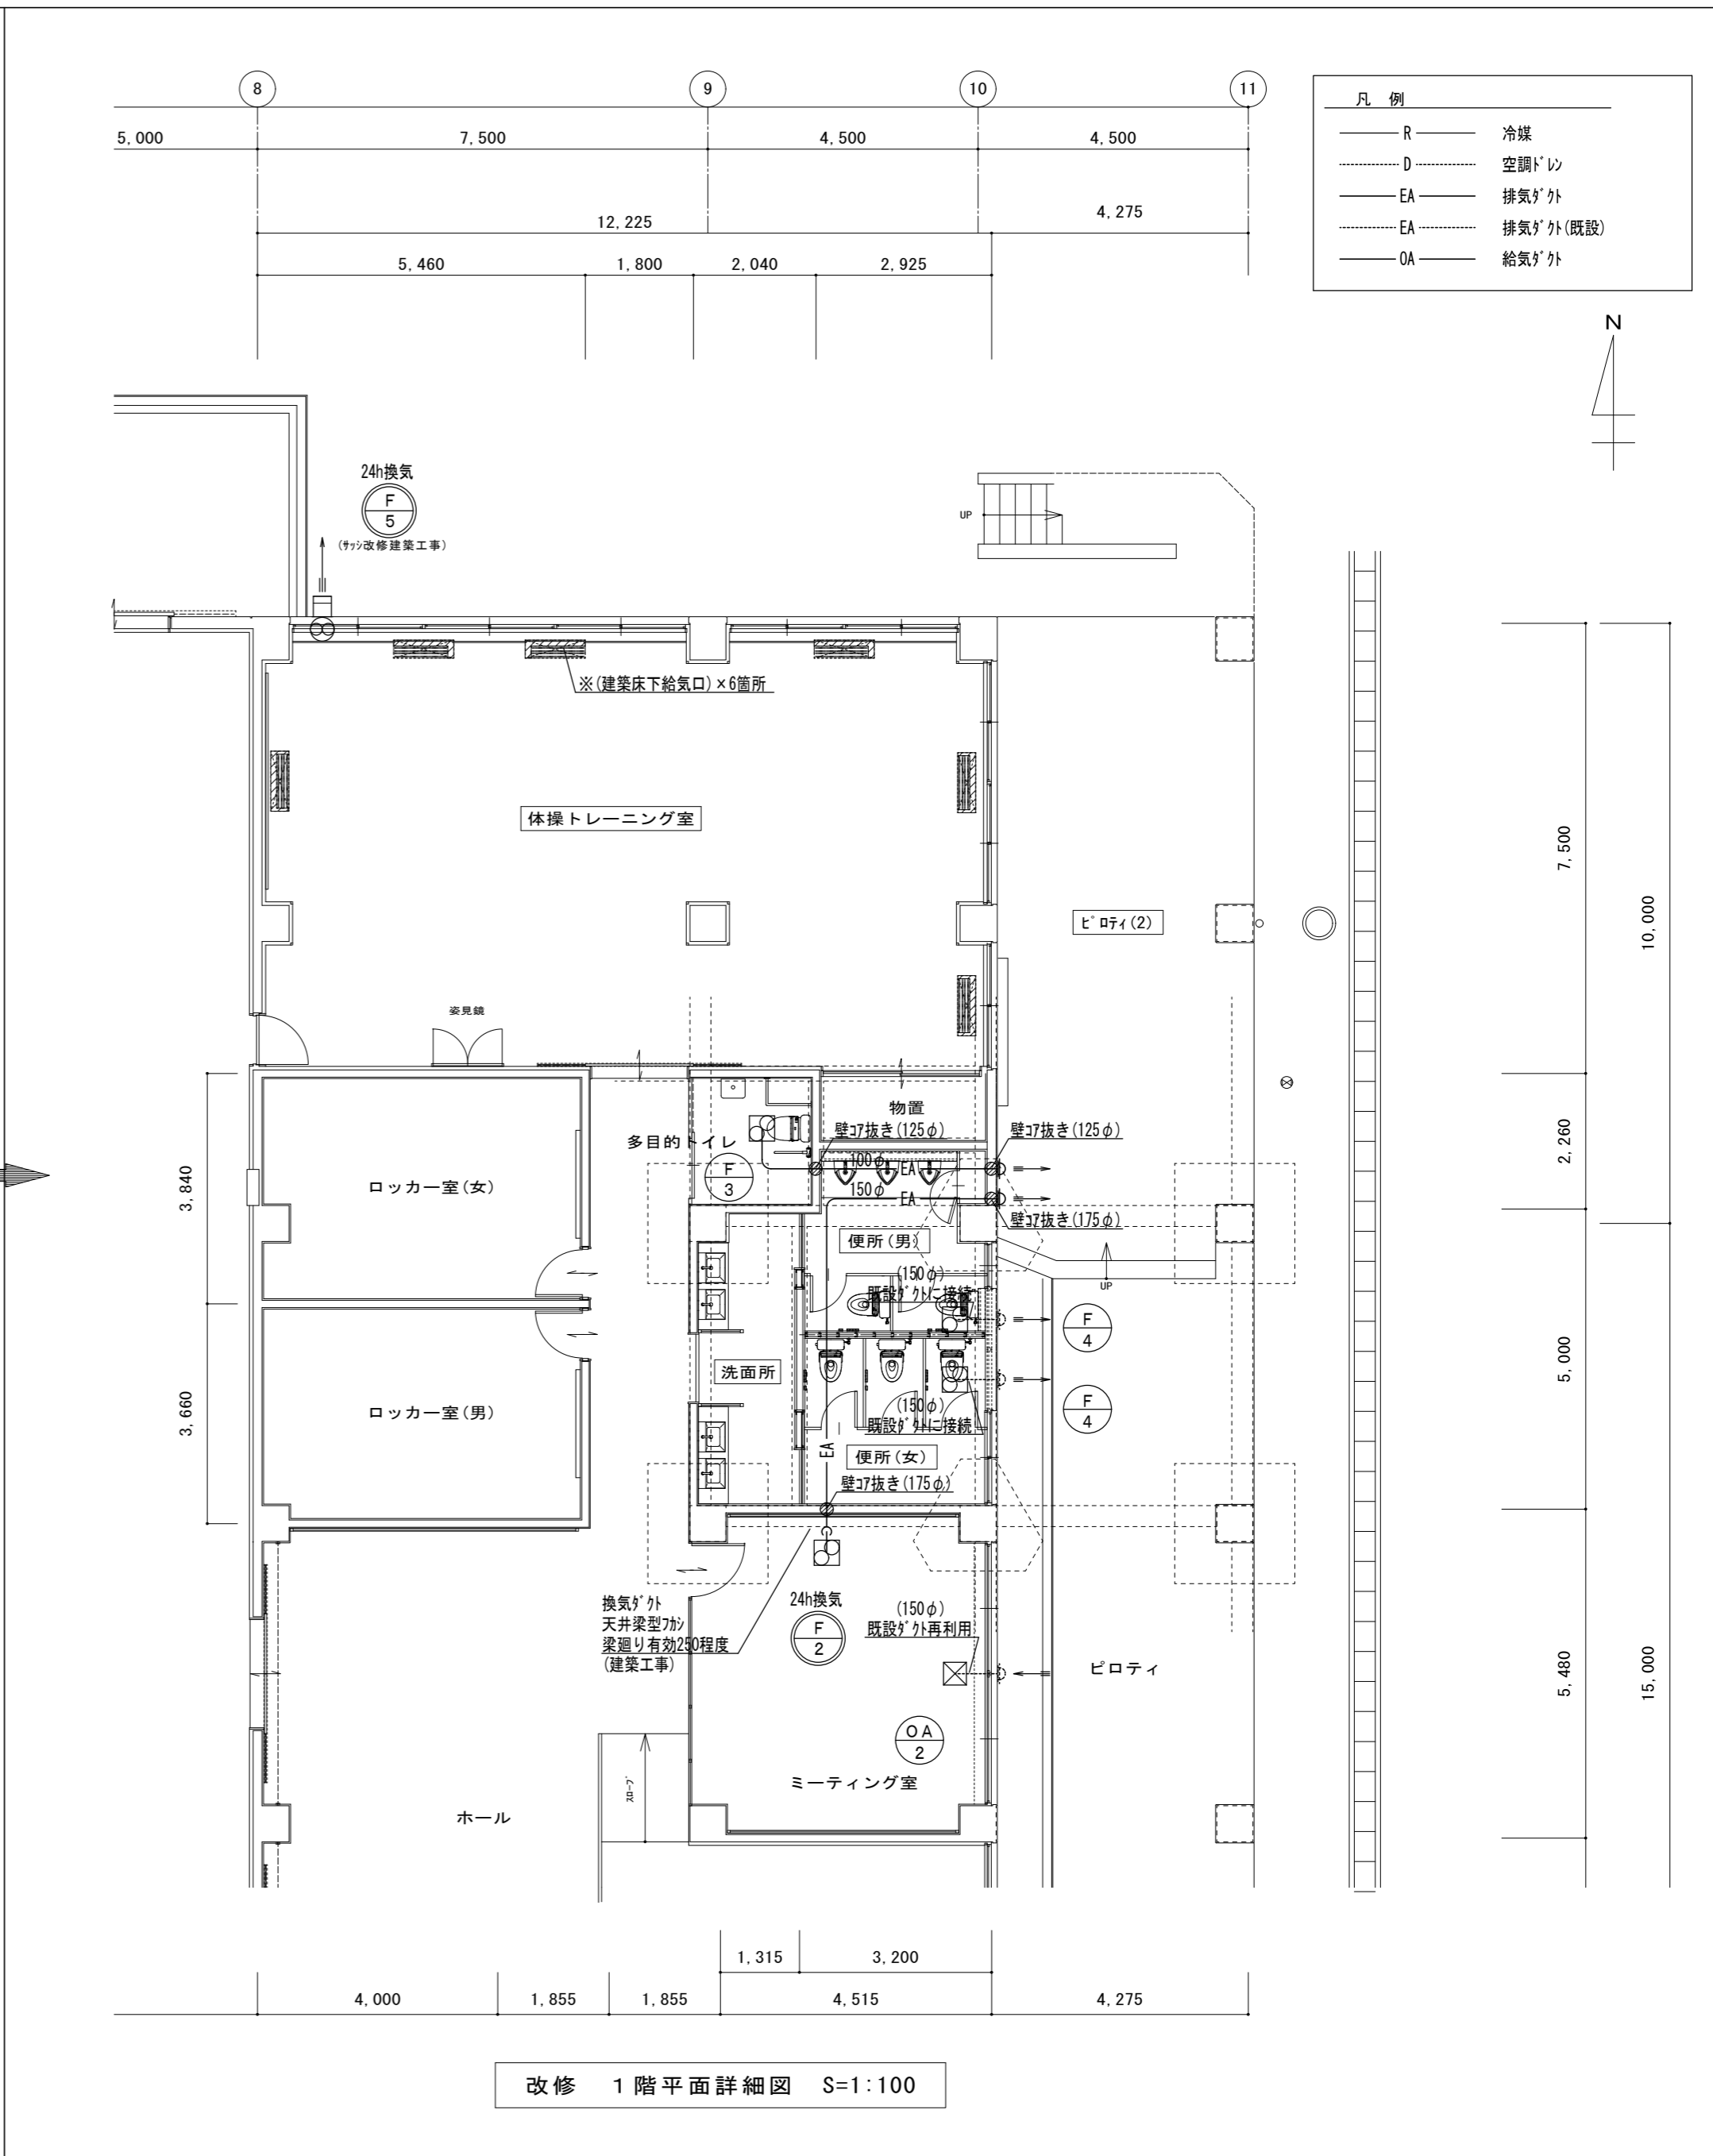 8
9
10
11
5,000
7,500
4,500
4,500
12,225
4,275
5,460
1,800
2,040
2,925
凡 例
R 冷媒
D 空調ﾄﾞﾚﾝ
EA 排気ﾀﾞｸﾄ
EA 排気ﾀﾞｸﾄ(既設)
OA 給気ﾀﾞｸﾄ
N
24h換気
F
5
(ｻｯｼ改修建築工事)
UP
※(建築床下給気口)×6箇所
体操トレーニング室
ﾋﾟﾛﾃｨ(2)
7,500
10,000
姿見鏡
物置
壁ｺｱ抜き(125φ)
壁ｺｱ抜き(125φ)
多目的トイレ
F
3
100φ
EA
150φ
EA
壁ｺｱ抜き(175φ)
2,260
3,840
ロッカー室(女)
便所(男)
(150φ)
既設ﾀﾞｸﾄに接続
UP
F
4
洗面所
5,000
3,660
ロッカー室(男)
(150φ)
既設ﾀﾞｸﾄに接続
F
4
EA
便所(女)
壁ｺｱ抜き(175φ)
換気ﾀﾞｸﾄ
天井梁型ﾌｶｼ
梁廻り有効250程度
(建築工事)
24h換気
F
2
(150φ)
既設ﾀﾞｸﾄ再利用
ピロティ
5,480
15,000
OA
2
ミーティング室
ｽﾛｰﾌﾟ
ホール
1,315
3,200
4,000
1,855
1,855
4,515
4,275
改修 1階平面詳細図 S=1:100